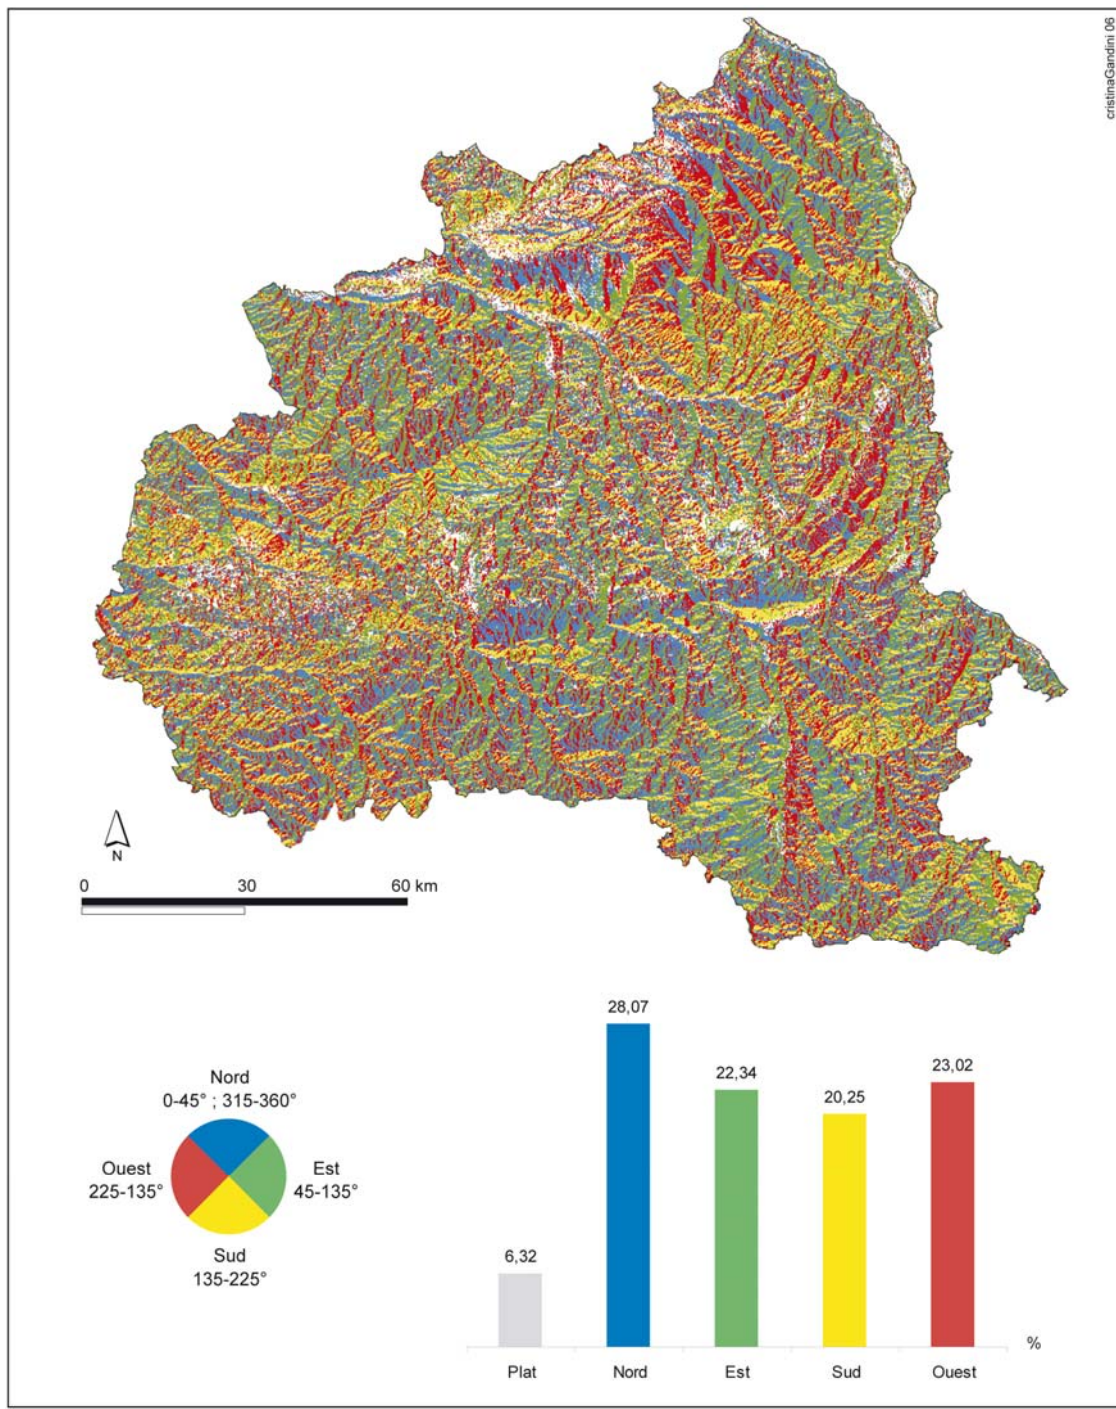 cristinaGandini 06
N
0 30 60 km
Nord
0-45° ; 315-360°
Ouest
225-135°
Est
45-135°
Sud
135-225°
28,07
22,34
20,25
23,02
6,32
%
Plat Nord Est Sud Ouest